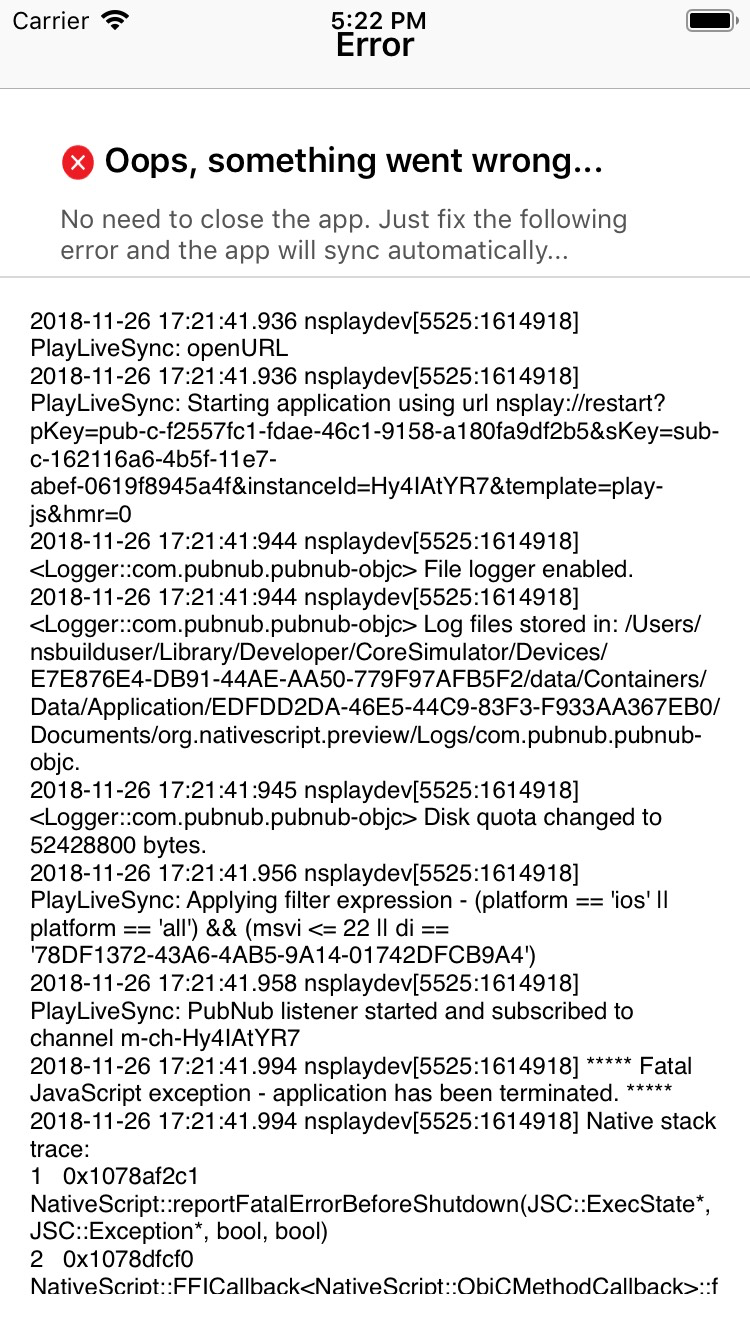 Carrier 5:22 PM
Error
Oops, something went wrong...
No need to close the app. Just fix the following
error and the app will sync automatically...
2018-11-26 17:21:41.936 nsplaydev[5525:1614918]
PlayLiveSync: openURL
2018-11-26 17:21:41.936 nsplaydev[5525:1614918]
PlayLiveSync: Starting application using url nsplay://restart?
pKey=pub-c-f2557fc1-fdae-46c1-9158-a180fa9df2b5&sKey=sub-
c-162116a6-4b5f-11e7-
abef-0619f8945a4f&instanceId=Hy4IAtYR7&template=play-
js&hmr=0
2018-11-26 17:21:41:944 nsplaydev[5525:1614918]
<Logger::com.pubnub.pubnub-objc> File logger enabled.
2018-11-26 17:21:41:944 nsplaydev[5525:1614918]
<Logger::com.pubnub.pubnub-objc> Log files stored in: /Users/
nsbuilduser/Library/Developer/CoreSimulator/Devices/
E7E876E4-DB91-44AE-AA50-779F97AFB5F2/data/Containers/
Data/Application/EDFDD2DA-46E5-44C9-83F3-F933AA367EB0/
Documents/org.nativescript.preview/Logs/com.pubnub.pubnub-
objc.
2018-11-26 17:21:41:945 nsplaydev[5525:1614918]
<Logger::com.pubnub.pubnub-objc> Disk quota changed to
52428800 bytes.
2018-11-26 17:21:41.956 nsplaydev[5525:1614918]
PlayLiveSync: Applying filter expression - (platform == 'ios' ||
platform == 'all') && (msvi <= 22 || di ==
'78DF1372-43A6-4AB5-9A14-01742DFCB9A4')
2018-11-26 17:21:41.958 nsplaydev[5525:1614918]
PlayLiveSync: PubNub listener started and subscribed to
channel m-ch-Hy4IAtYR7
2018-11-26 17:21:41.994 nsplaydev[5525:1614918] ***** Fatal
JavaScript exception - application has been terminated. *****
2018-11-26 17:21:41.994 nsplaydev[5525:1614918] Native stack
trace:
1 0x1078af2c1
NativeScript::reportFatalErrorBeforeShutdown(JSC::ExecState*,
JSC::Exception*, bool, bool)
2 0x1078dfcf0
NativeScript::FFICallback<NativeScript::ObjCMethodCallback>::f